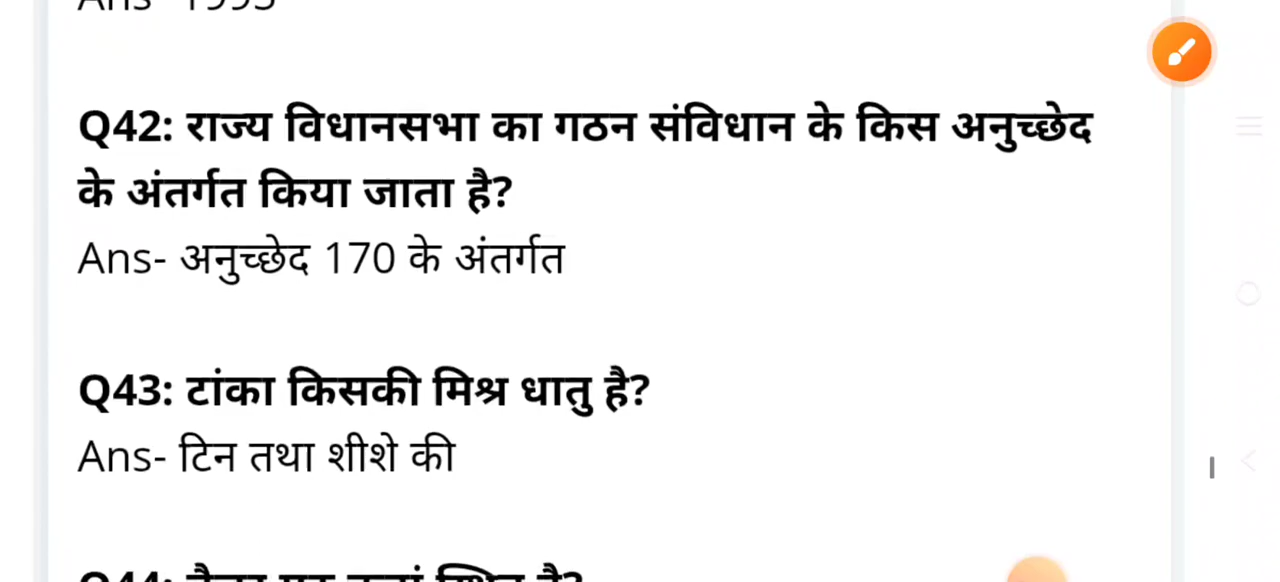 Q42: राज्य विधानसभा का गठन संविधान के किस अनुच्छेद
के अंतर्गत किया जाता है?
Ans- अनुच्छेद 170 के अंतर्गत
Q43: टांका किसकी मिश्र धातु है?
Ans- टिन तथा शीशे की